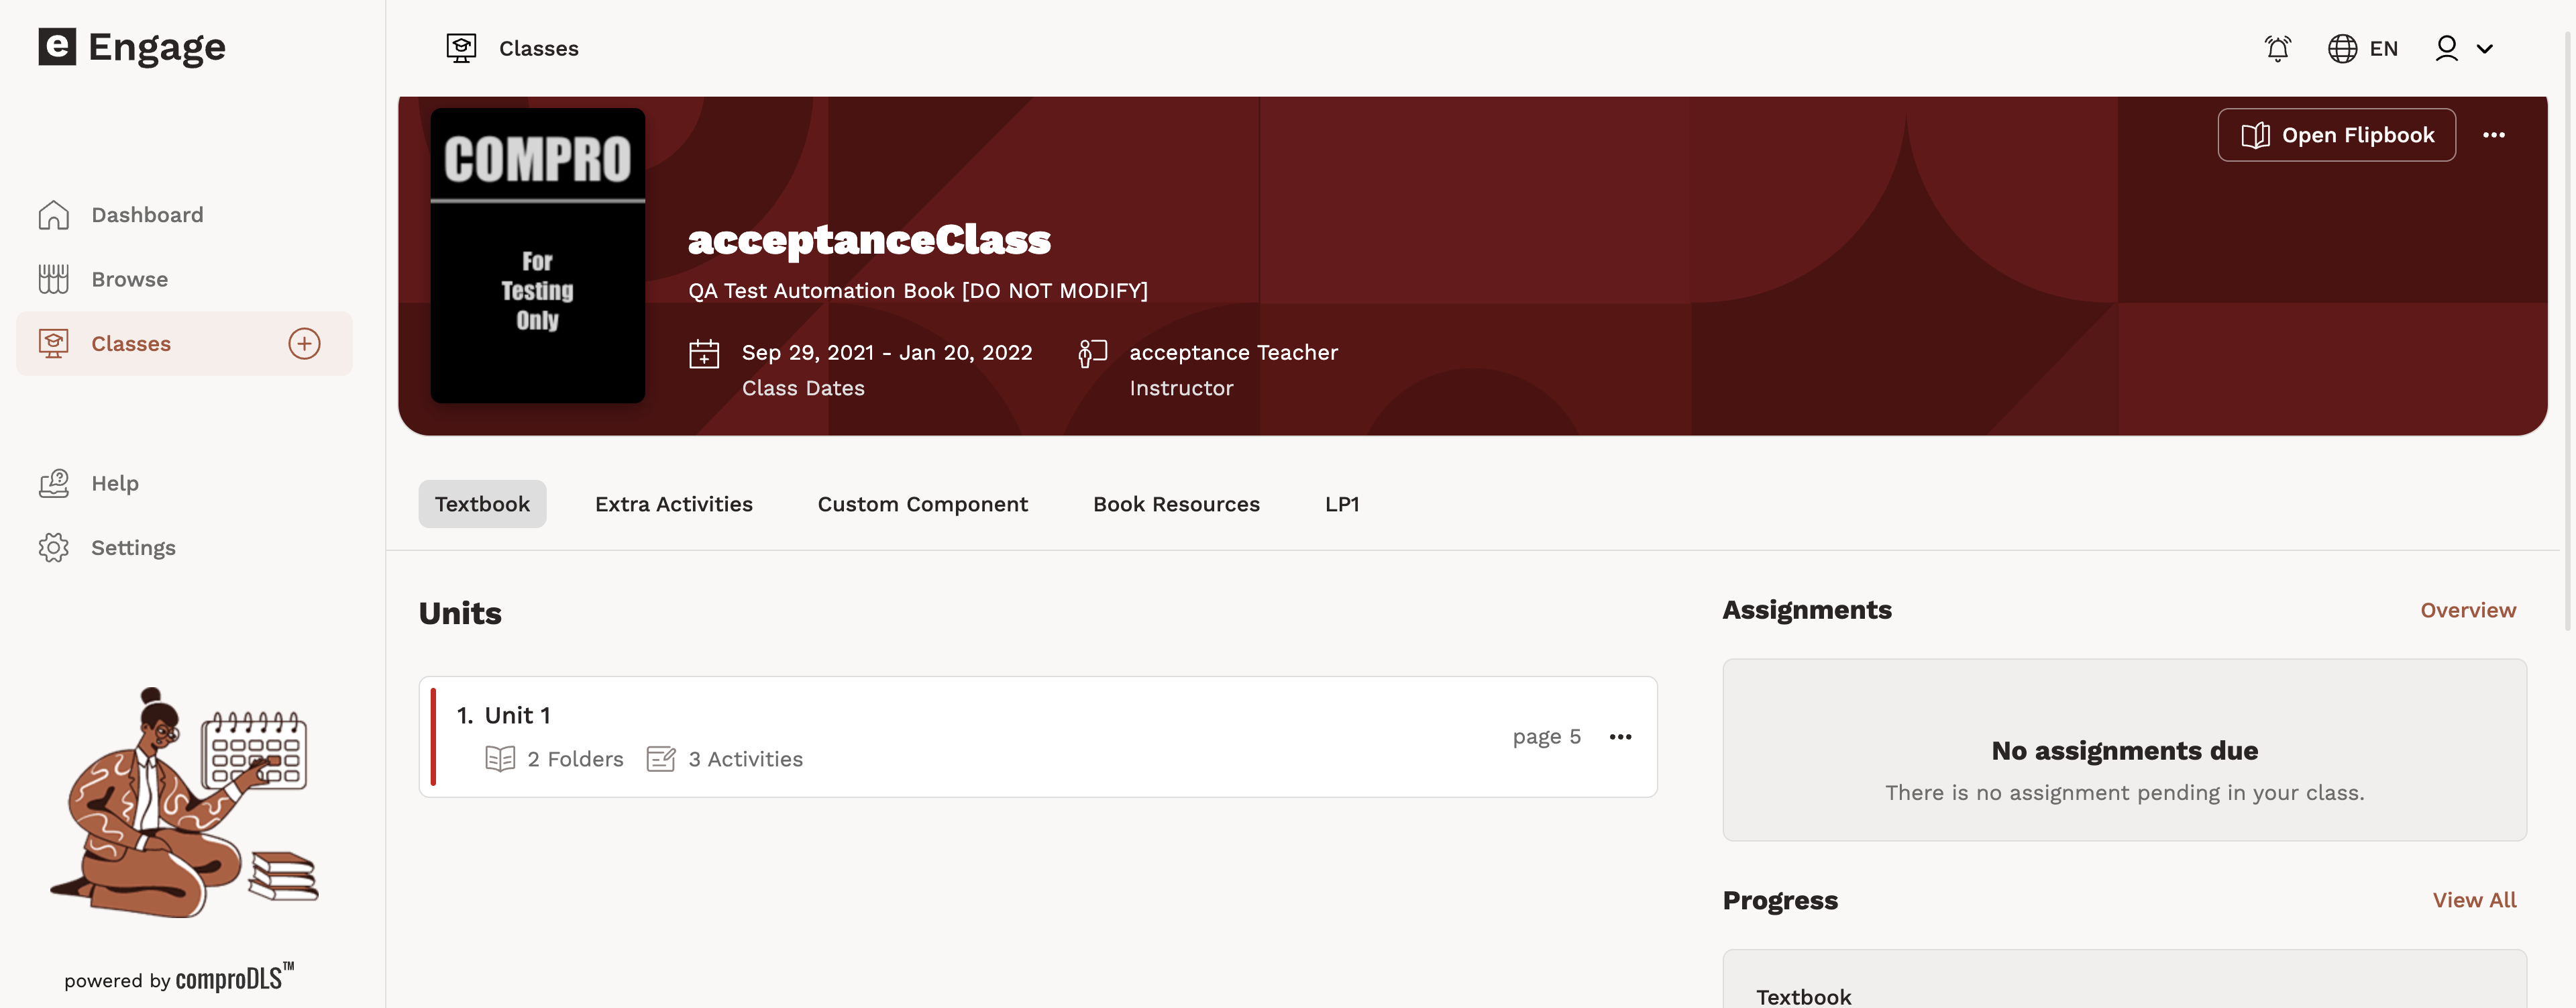 e Engage
Classes
EN
Dashboard
Browse
Classes
Help
Settings
powered by comproDLS™
COMPRO
For
Testing
Only
Open Flipbook
acceptanceClass
QA Test Automation Book [DO NOT MODIFY]
Sep 29, 2021 - Jan 20, 2022
Class Dates
acceptance Teacher
Instructor
Textbook
Extra Activities
Custom Component
Book Resources
LP1
Units
1. Unit 1
2 Folders
3 Activities
page 5
Assignments
Overview
No assignments due
There is no assignment pending in your class.
Progress
View All
Textbook